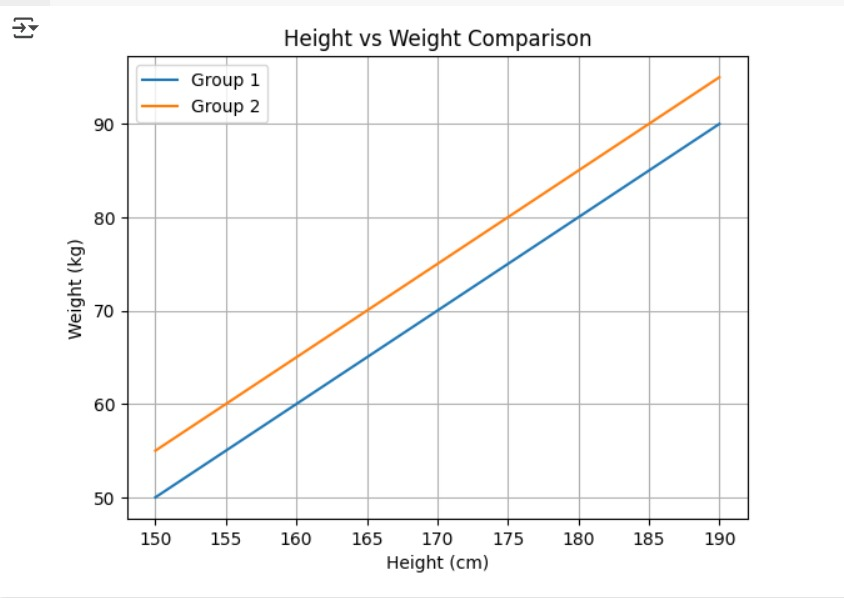 Height vs Weight Comparison
Group 1
Group 2
90
80
70
60
50
Weight (kg)
150 155 160 165 170 175 180 185 190
Height (cm)